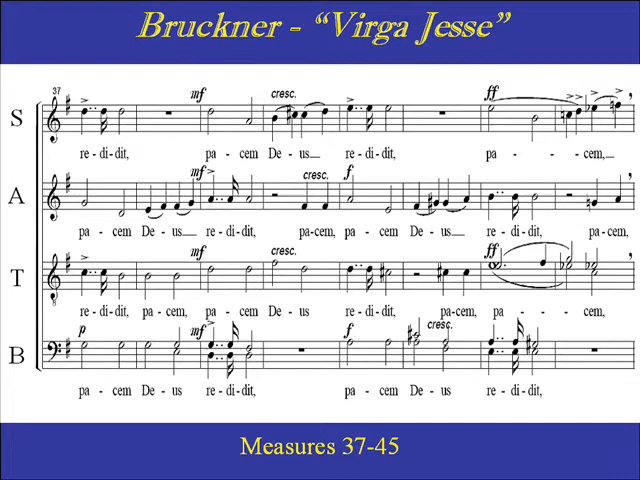 Bruckner - “Virga Jesse”
37 mf cresc. ff
S
re - di - dit, pa - cem De - us re - di - dit, pa - - - cem,
mf cresc. f
A
pa - cem De - us re - di - dit, pa - cem, pa - cem De - us re - di - dit, pa - cem,
mf cresc. ff
T
8
re - di - dit, pa - cem, pa - cem De - us re - di - dit, pa - cem, pa - - - cem,
p mf f cresc.
B
pa - cem De - us re - di - dit, pa - cem De - us re - di - dit,
Measures 37-45